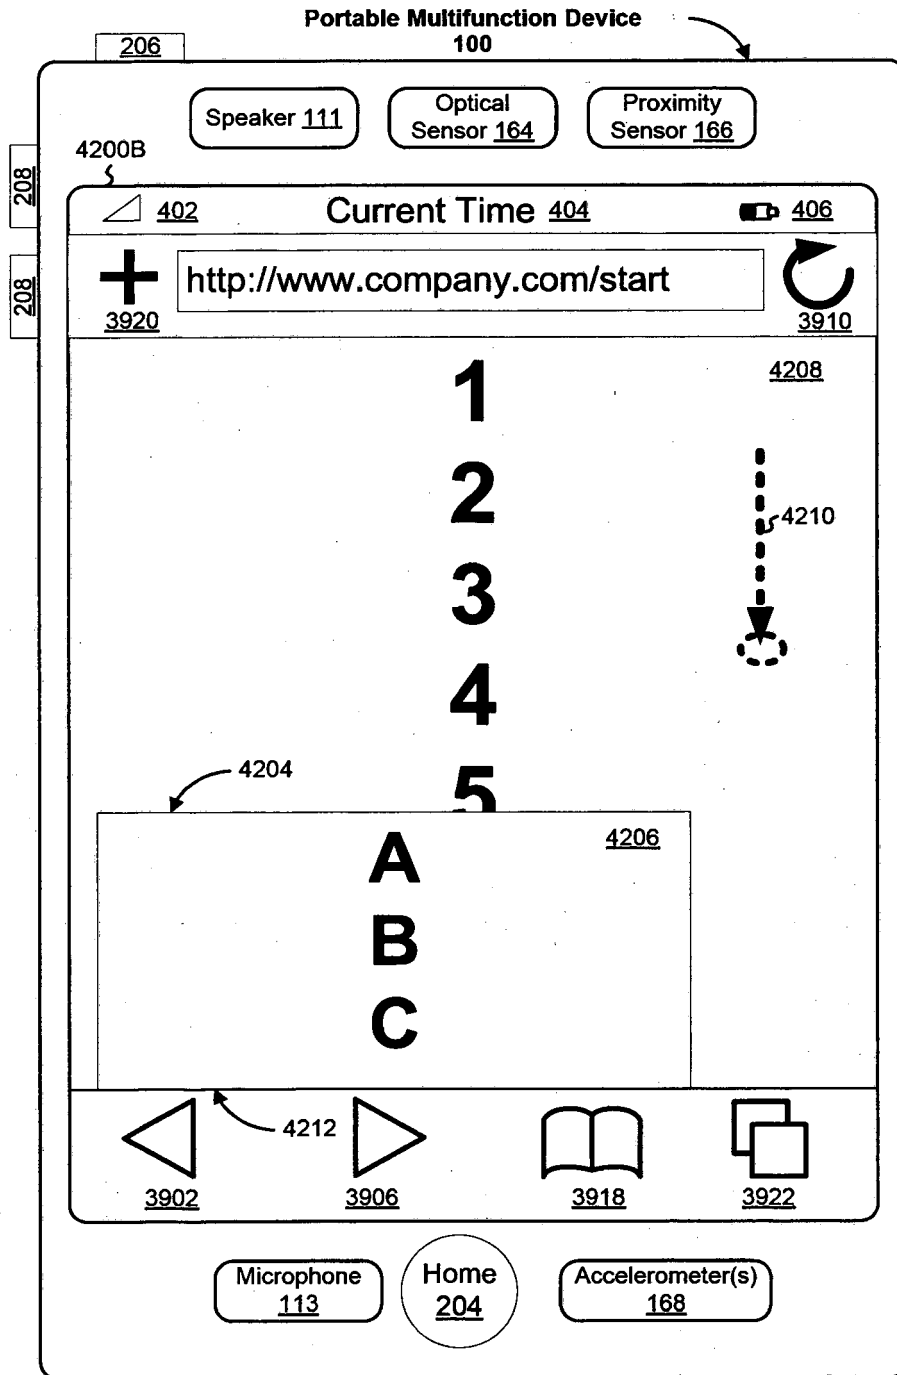 Portable Multifunction Device
100
206
Speaker 111
Optical
Sensor 164
Proximity
Sensor 166
4200B
208
402
Current Time 404
406
208
http://www.company.com/start
3920
3910
1
4208
2
4210
3
4
4204
5
A
4206
B
C
4212
3902
3906
3918
3922
Microphone
113
Home
204
Accelerometer(s)
168